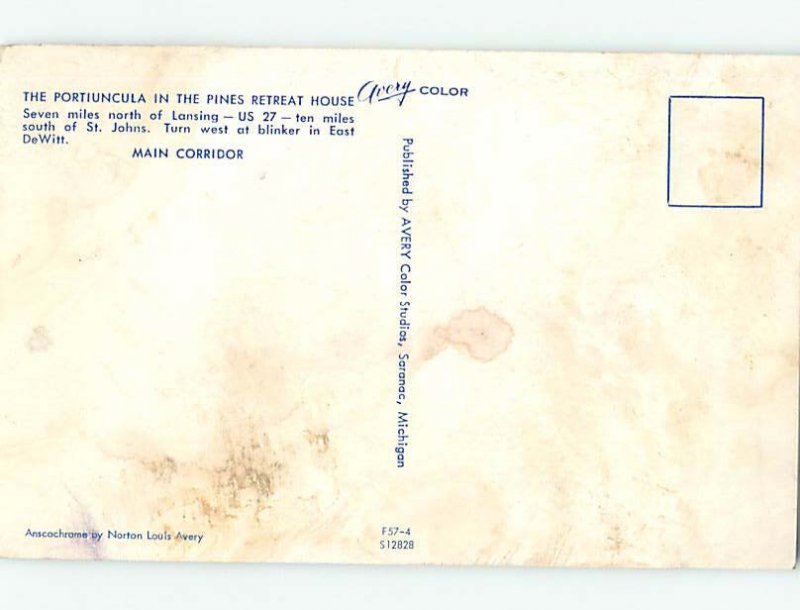 THE PORTIUNCULA IN THE PINES RETREAT HOUSE
Seven miles north of Lansing — US 27 — ten miles
south of St. Johns. Turn west at blinker in East
DeWitt.
MAIN CORRIDOR
Avery COLOR
Published by AVERY Color Studios, Saranac, Michigan
Anscochrome by Norton Louis Avery
F57-4
S12828